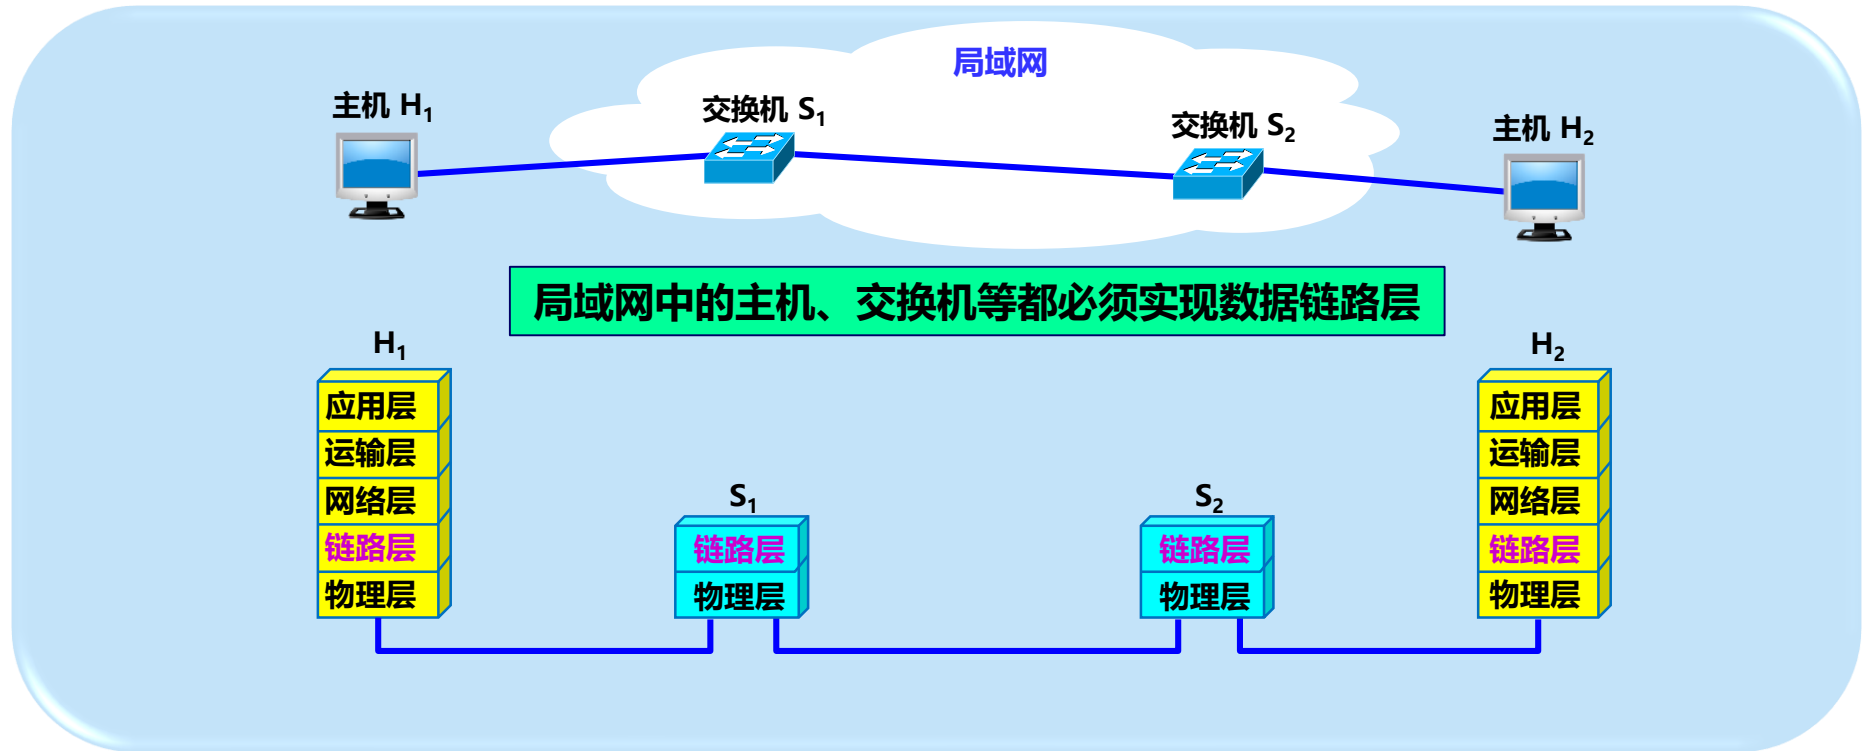 局域网
主机 H1
交换机 S1
交换机 S2
主机 H2
局域网中的主机、交换机等都必须实现数据链路层
H1
应用层
运输层
网络层
链路层
物理层
S1
链路层
物理层
S2
链路层
物理层
H2
应用层
运输层
网络层
链路层
物理层